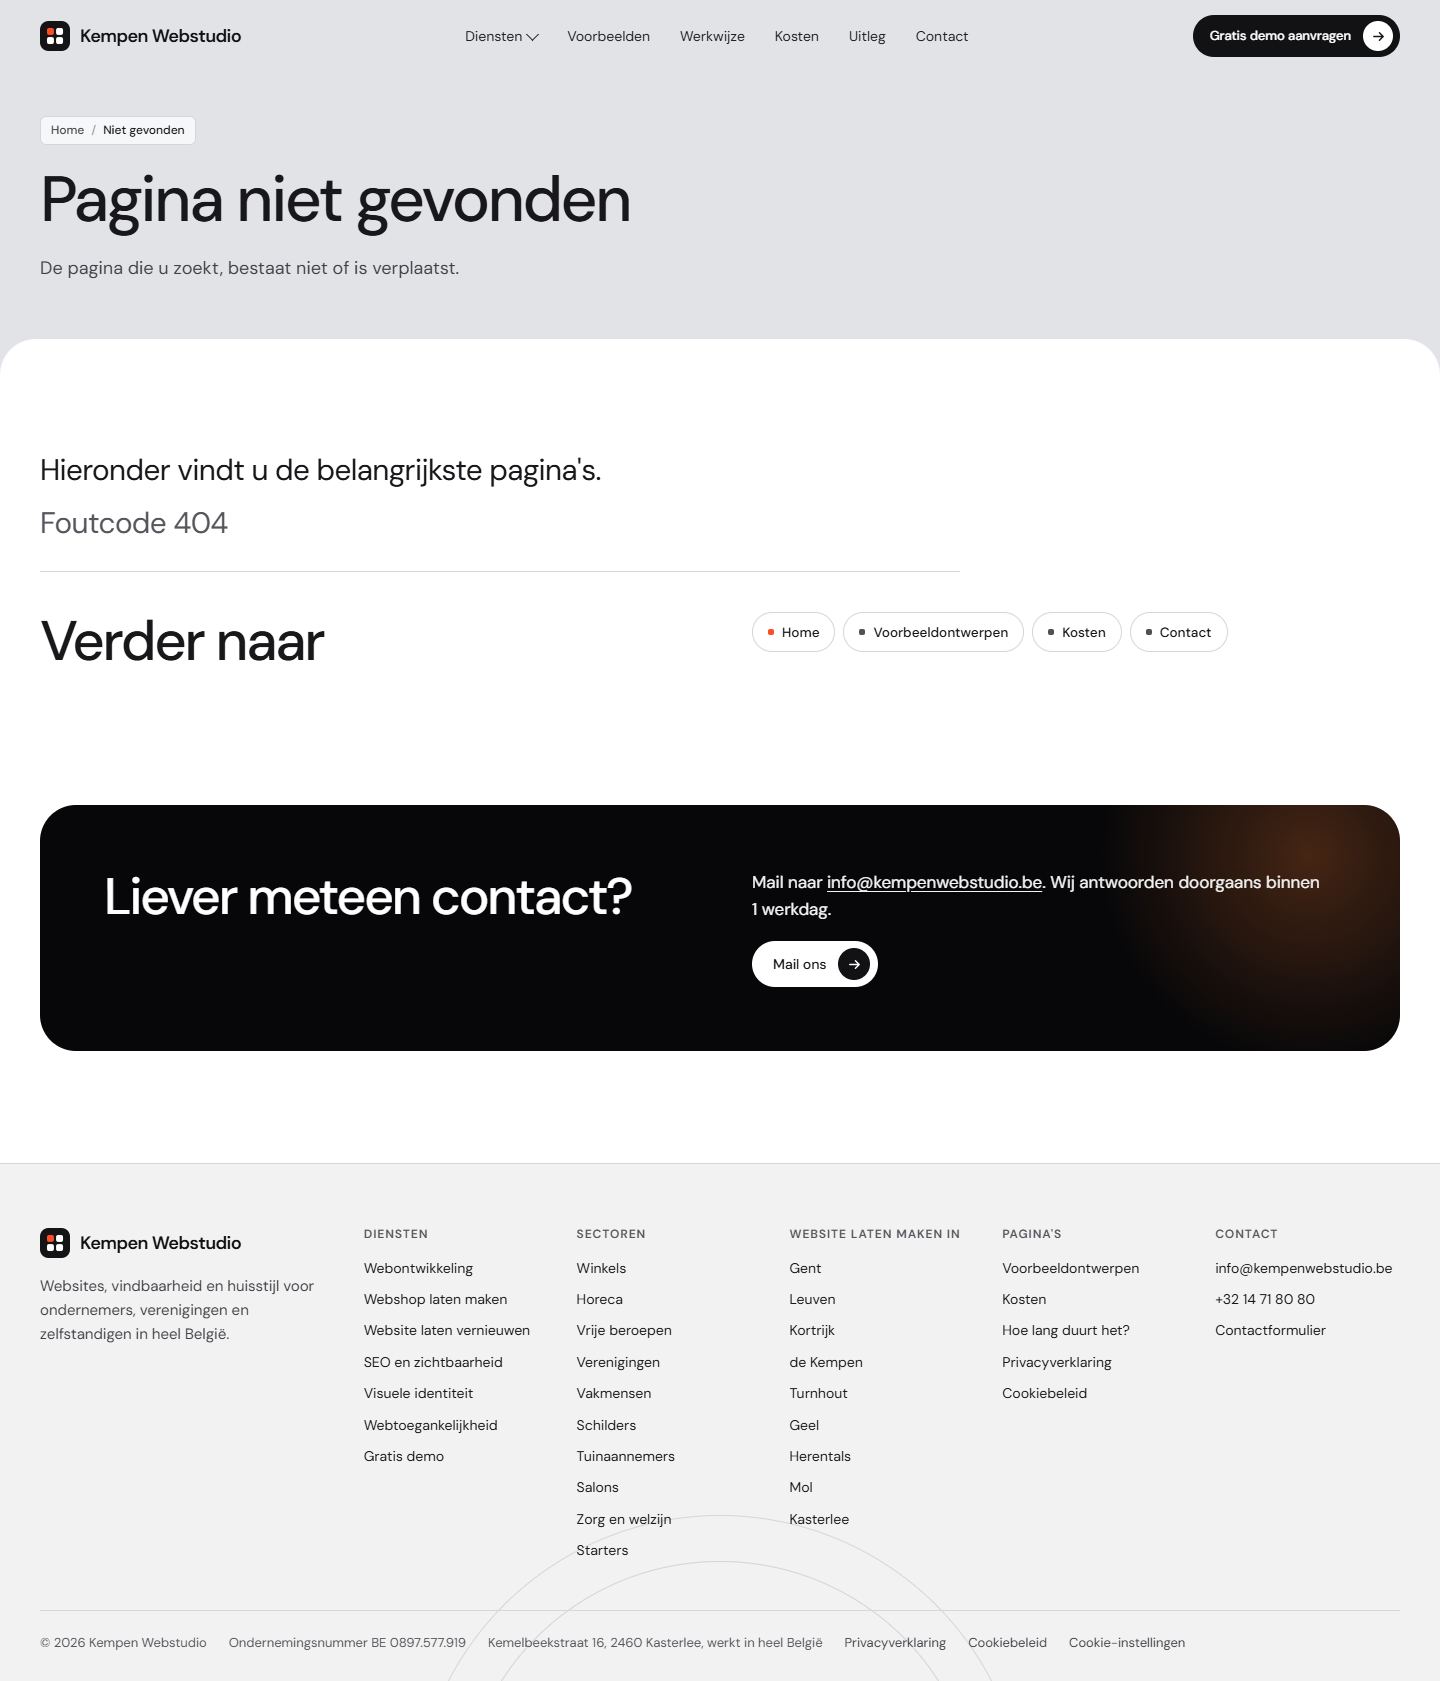 Kempen Webstudio
Diensten
Voorbeelden
Werkwijze
Kosten
Uitleg
Contact
Gratis demo aanvragen
Home / Niet gevonden
Pagina niet gevonden
De pagina die u zoekt, bestaat niet of is verplaatst.
Hieronder vindt u de belangrijkste pagina's.
Foutcode 404
Verder naar
Home
Voorbeeldontwerpen
Kosten
Contact
Liever meteen contact?
Mail naar info@kempenwebstudio.be. Wij antwoorden doorgaans binnen
1 werkdag.
Mail ons
Kempen Webstudio
Websites, vindbaarheid en huisstijl voor
ondernemers, verenigingen en
zelfstandigen in heel België.
DIENSTEN
Webontwikkeling
Webshop laten maken
Website laten vernieuwen
SEO en zichtbaarheid
Visuele identiteit
Webtoegankelijkheid
Gratis demo
SECTOREN
Winkels
Horeca
Vrije beroepen
Verenigingen
Vakmensen
Schilders
Tuinaannemers
Salons
Zorg en welzijn
Starters
WEBSITE LATEN MAKEN IN
Gent
Leuven
Kortrijk
de Kempen
Turnhout
Geel
Herentals
Mol
Kasterlee
PAGINA'S
Voorbeeldontwerpen
Kosten
Hoe lang duurt het?
Privacyverklaring
Cookiebeleid
CONTACT
info@kempenwebstudio.be
+32 14 71 80 80
Contactformulier
© 2026 Kempen Webstudio
Ondernemingsnummer BE 0897.577.919
Kemelbeekstraat 16, 2460 Kasterlee, werkt in heel België
Privacyverklaring
Cookiebeleid
Cookie-instellingen